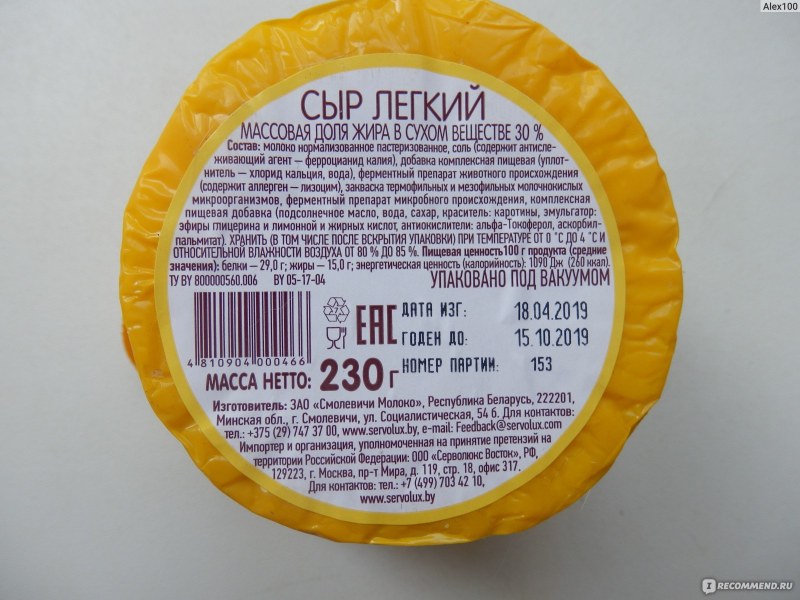 Alex100
СЫР ЛЕГКИЙ
МАССОВАЯ ДОЛЯ ЖИРА В СУХОМ ВЕЩЕСТВЕ 30 %
Состав: молоко нормализованное пастеризованное, соль (содержит антисле-
живающий агент — ферроцианид калия), добавка комплексная пищевая (уплот-
нитель — хлорид кальция, вода), ферментный препарат животного происхождения
(содержит аллерген — лизоцим), закваска термофильных и мезофильных молочнокислых
микроорганизмов, ферментный препарат микробного происхождения, комплексная
пищевая добавка (подсолнечное масло, вода, сахар, краситель: каротины, эмульгатор:
эфиры глицерина и лимонной и жирных кислот, антиокислители: альфа-Токоферол, аскорбил-
пальмитат). ХРАНИТЬ (В ТОМ ЧИСЛЕ ПОСЛЕ ВСКРЫТИЯ УПАКОВКИ) ПРИ ТЕМПЕРАТУРЕ ОТ 0 °С ДО 4 °С И
ОТНОСИТЕЛЬНОЙ ВЛАЖНОСТИ ВОЗДУХА ОТ 80 % ДО 85 %. Пищевая ценность100 г продукта (средние
значения): белки — 29,0 г; жиры — 15,0 г; энергетическая ценность (калорийность): 1090 Дж (260 ккал).
ТУ BY 800000560.006 BY 05-17-04 УПАКОВАНО ПОД ВАКУУМОМ
4 810904 000466
EAC
ДАТА ИЗГ: 18.04.2019
ГОДЕН ДО: 15.10.2019
НОМЕР ПАРТИИ: 153
МАССА НЕТТО: 230 г
Изготовитель: ЗАО «Смолевичи Молоко», Республика Беларусь, 222201,
Минская обл., г. Смолевичи, ул. Социалистическая, 54 б. Для контактов:
тел.: +375 (29) 747 37 00, www.servolux.by, e-mail: Feedback@servolux.com
Импортер и организация, уполномоченная на принятие претензий на
территории Российской Федерации: ООО «Серволюкс Восток», РФ,
129223, г. Москва, пр-т Мира, д. 119, стр. 18, офис 317.
Для контактов: тел.: +7 (499) 703 42 10,
www.servolux.by
I RECOMMEND.RU